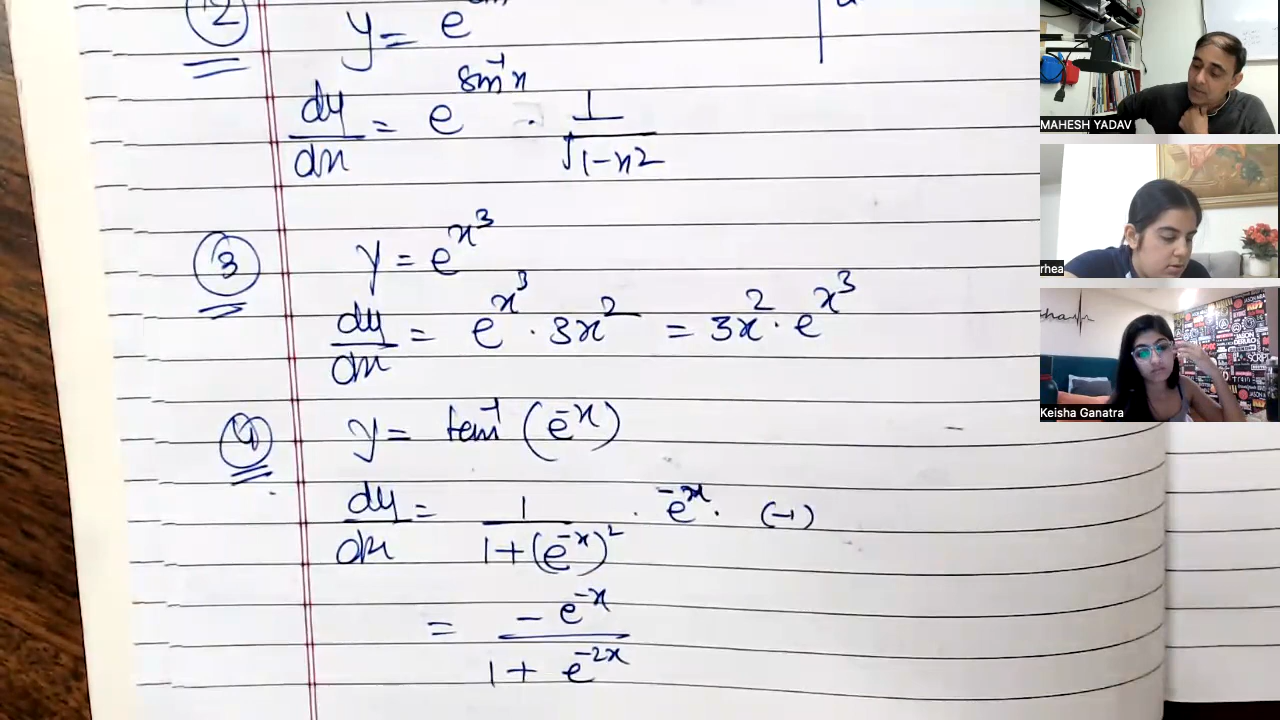 2 y = e^sin
dy/dx = e^sin⁻¹x · 1/√1-x²
3 y = e^x³
dy/dx = e^x³ · 3x² = 3x² · e^x³
4 y = tan⁻¹ (e^-x)
dy/dx = 1/1+(e^-x)² · e^-x · (-1)
= -e^-x/1+e^-2x
MAHESH YADAV
rhea
Keisha Ganatra